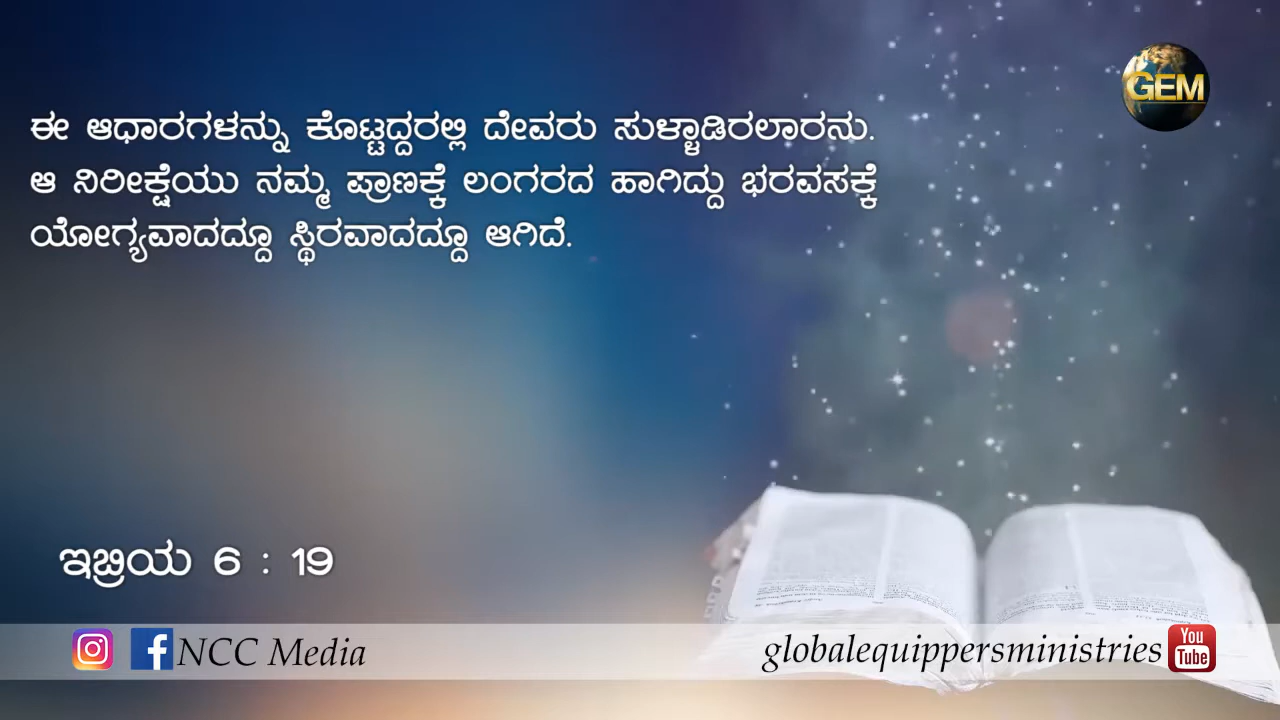 GEM
ಈ ಆಧಾರಗಳನ್ನು ಕೊಟ್ಟದ್ದರಲ್ಲಿ ದೇವರು ಸುಳ್ಳಾಡಿರಲಾರನು.
ಆ ನಿರೀಕ್ಷೆಯು ನಮ್ಮ ಪ್ರಾಣಕ್ಕೆ ಲಂಗರದ ಹಾಗಿದ್ದು ಭರವಸಕ್ಕೆ
ಯೋಗ್ಯವಾದದ್ದೂ ಸ್ಥಿರವಾದದ್ದೂ ಆಗಿದೆ.
ಇಬ್ರಿಯ 6 : 19
NCC Media
globalequippersministries You Tube